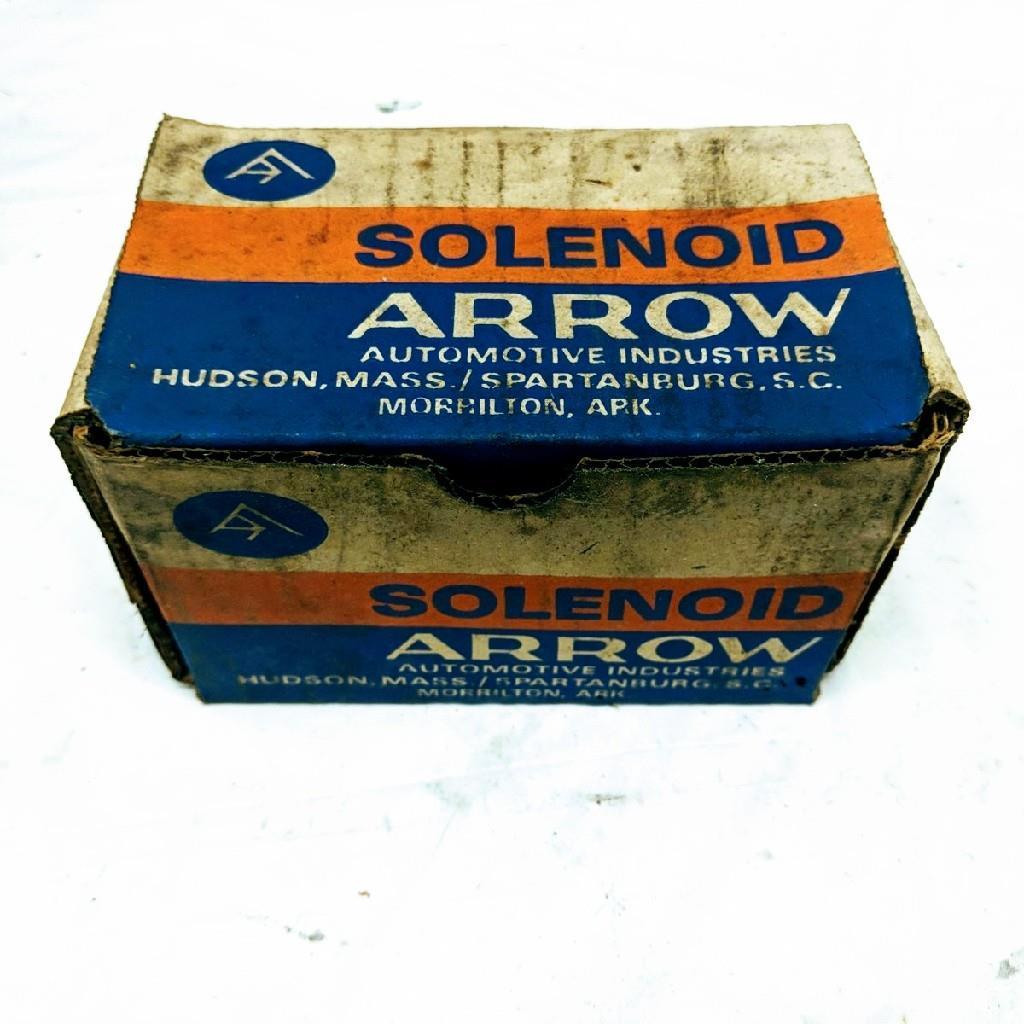 SOLENOID
ARROW
AUTOMOTIVE INDUSTRIES
HUDSON, MASS./SPARTANBURG, S.C.
MORRILTON, ARK.
SOLENOID
ARROW
AUTOMOTIVE INDUSTRIES
HUDSON, MASS./SPARTANBURG, S.C.
MORRILTON, ARK